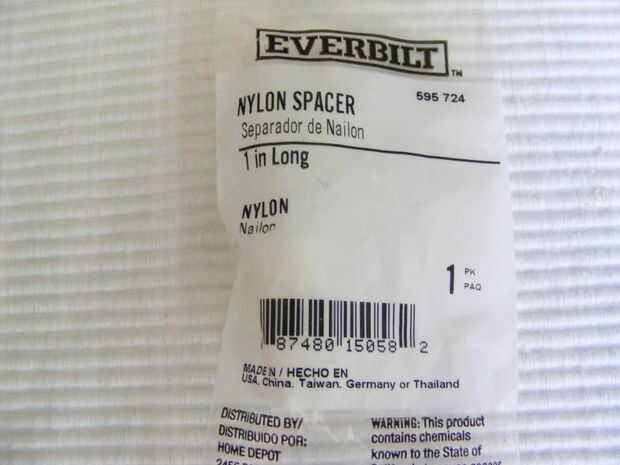 EVERBILT TM
NYLON SPACER 595 724
Separador de Nailon
1 in Long
NYLON
Nailon
1 PK
PAQ
87480 15058 2
MADE N / HECHO EN
USA, China, Taiwan, Germany or Thailand
DISTRIBUTED BY/
DISTRIBUIDO POR:
HOME DEPOT
WARNING: This product
contains chemicals
known to the State of